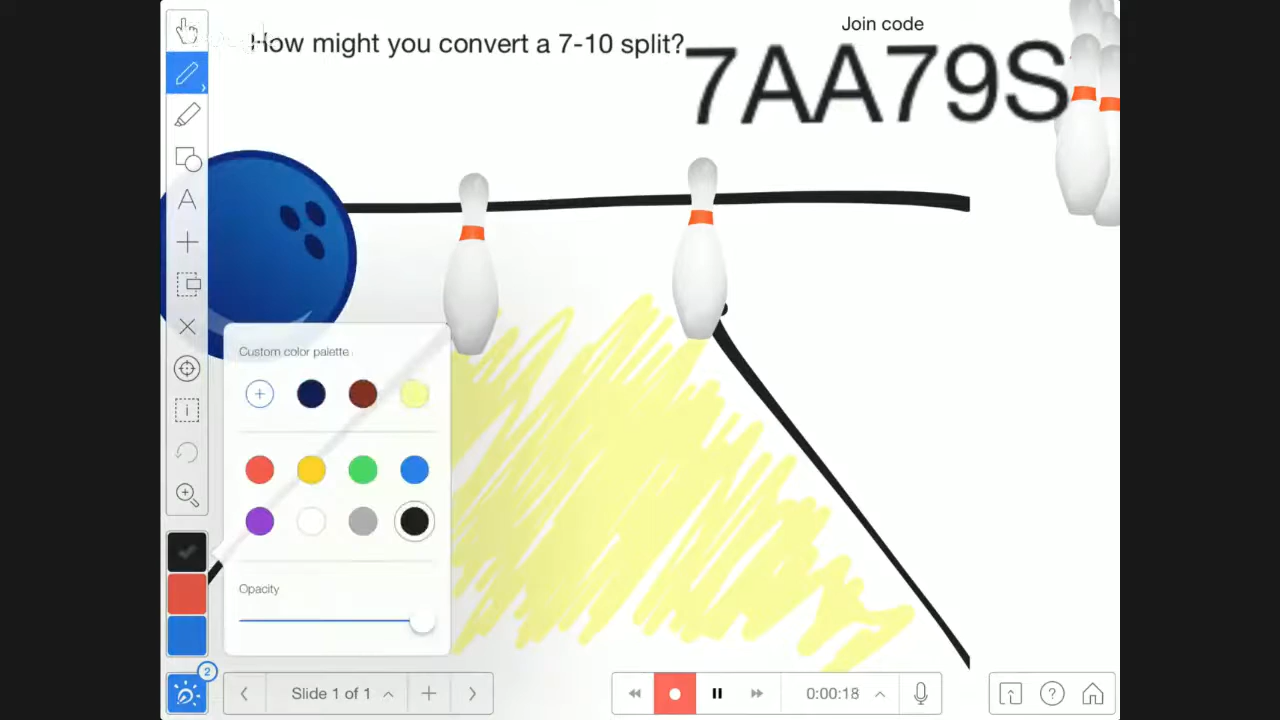 Join code
How might you convert a 7-10 split?
7AA79S
Custom color palette
Opacity
Slide 1 of 1
2
0:00:18